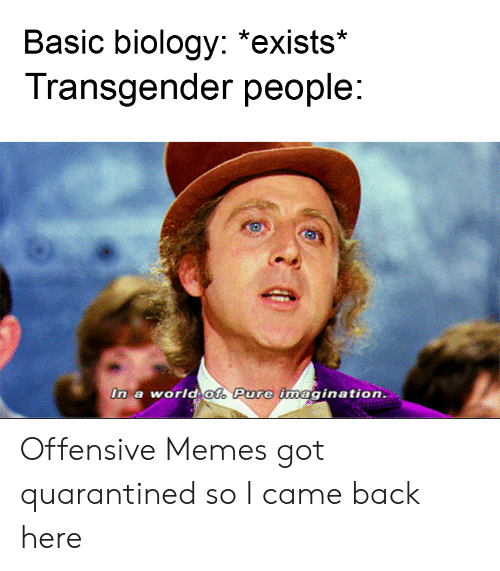 Basic biology: *exists*
Transgender people:
In a world of. Pure imagination.
Offensive Memes got
quarantined so I came back
here